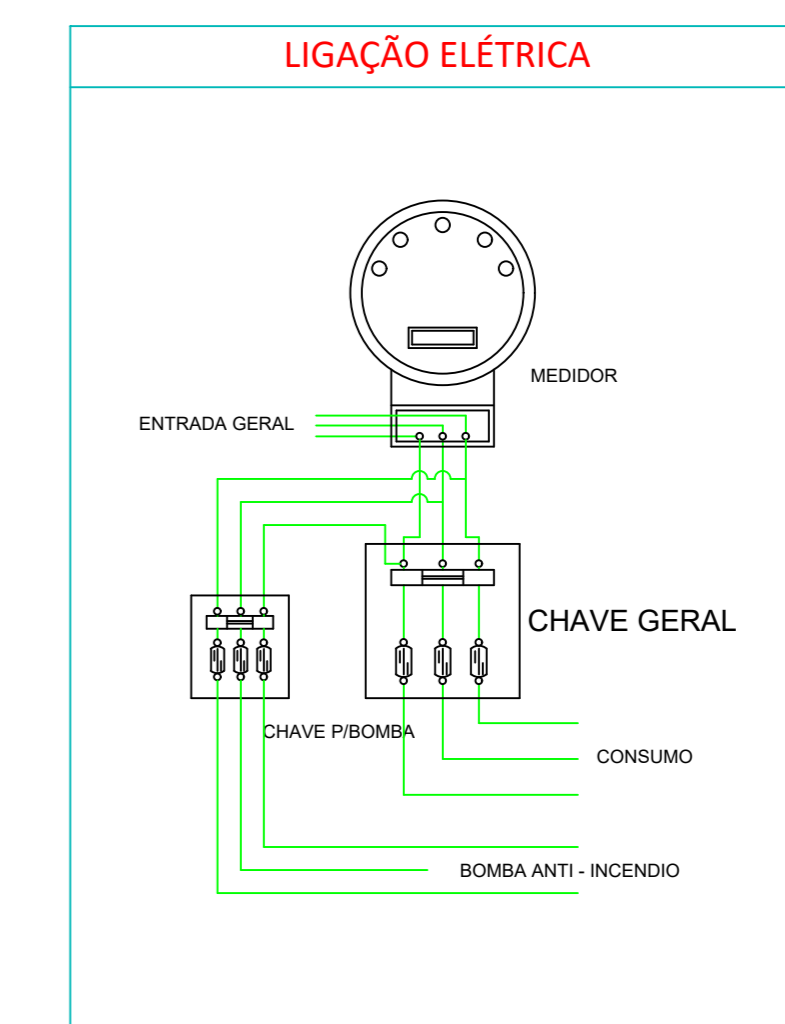 LIGAÇÃO ELÉTRICA
MEDIDOR
ENTRADA GERAL
CHAVE GERAL
CHAVE P/BOMBA
CONSUMO
BOMBA ANTI - INCENDIO